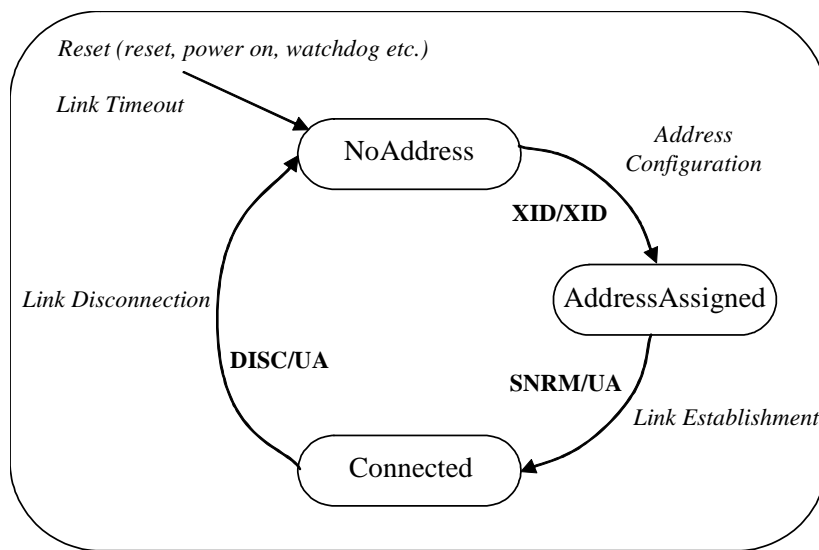 Reset (reset, power on, watchdog etc.)
Link Timeout
NoAddress
Address
Configuration
XID/XID
AddressAssigned
Link Disconnection
DISC/UA
SNRM/UA
Link Establishment
Connected